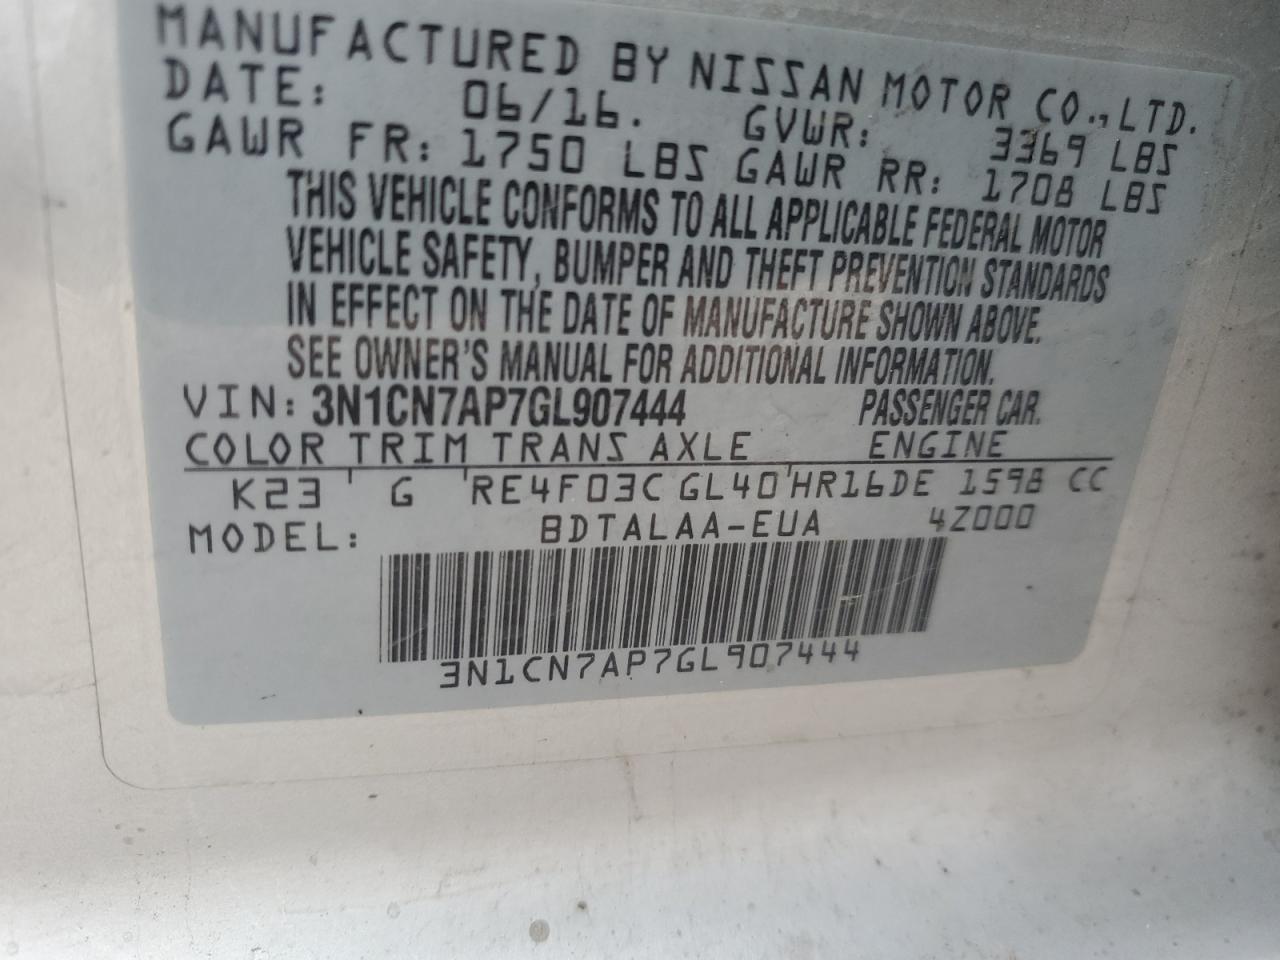 MANUFACTURED BY NISSAN MOTOR CO.,LTD.
DATE: 06/16. GVWR: 3369 LBS
GAWR FR: 1750 LBS GAWR RR: 1708 LBS
THIS VEHICLE CONFORMS TO ALL APPLICABLE FEDERAL MOTOR
VEHICLE SAFETY, BUMPER AND THEFT PREVENTION STANDARDS
IN EFFECT ON THE DATE OF MANUFACTURE SHOWN ABOVE.
SEE OWNER'S MANUAL FOR ADDITIONAL INFORMATION.
VIN: 3N1CN7AP7GL907444 PASSENGER CAR.
COLOR TRIM TRANS AXLE ENGINE
K23 G RE4F03C GL40 HR16DE 1598 CC
MODEL: BDTALAA-EUA 4Z000
3N1CN7AP7GL907444